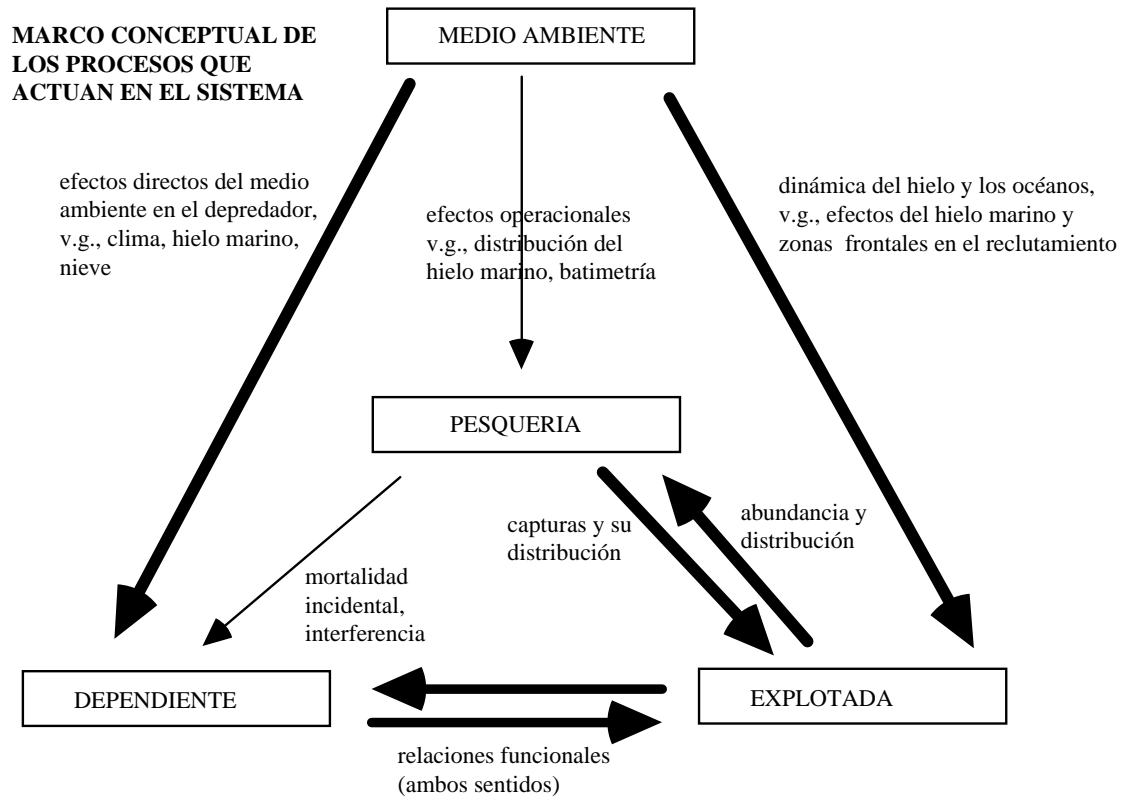 MARCO CONCEPTUAL DE
LOS PROCESOS QUE
ACTUAN EN EL SISTEMA
MEDIO AMBIENTE
efectos directos del medio
ambiente en el depredador,
v.g., clima, hielo marino,
nieve
efectos operacionales
v.g., distribución del
hielo marino, batimetría
dinámica del hielo y los océanos,
v.g., efectos del hielo marino y
zonas frontales en el reclutamiento
PESQUERIA
capturas y su
distribución
abundancia y
distribución
mortalidad
incidental,
interferencia
DEPENDIENTE
EXPLOTADA
relaciones funcionales
(ambos sentidos)